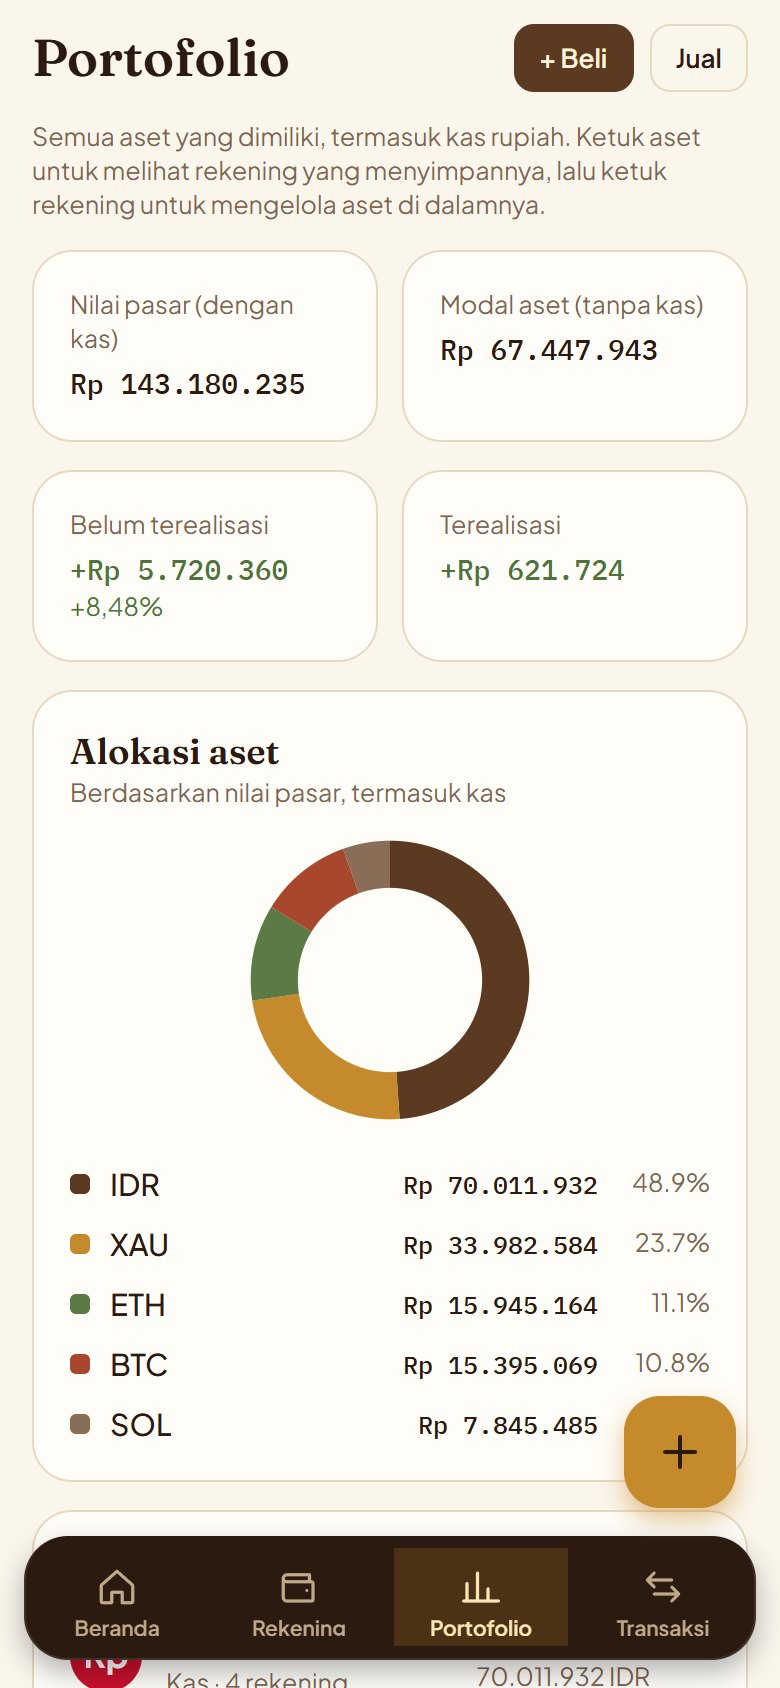 Portofolio
+ Beli
Jual
Semua aset yang dimiliki, termasuk kas rupiah. Ketuk aset
untuk melihat rekening yang menyimpannya, lalu ketuk
rekening untuk mengelola aset di dalamnya.
Nilai pasar (dengan
kas)
Rp 143.180.235
Modal aset (tanpa kas)
Rp 67.447.943
Belum terealisasi
+Rp 5.720.360
+8,48%
Terealisasi
+Rp 621.724
Alokasi aset
Berdasarkan nilai pasar, termasuk kas
IDR Rp 70.011.932 48.9%
XAU Rp 33.982.584 23.7%
ETH Rp 15.945.164 11.1%
BTC Rp 15.395.069 10.8%
SOL Rp 7.845.485
Beranda
Rekening
Portofolio
Transaksi
Rp
Kas · 4 rekening
70.011.932 IDR